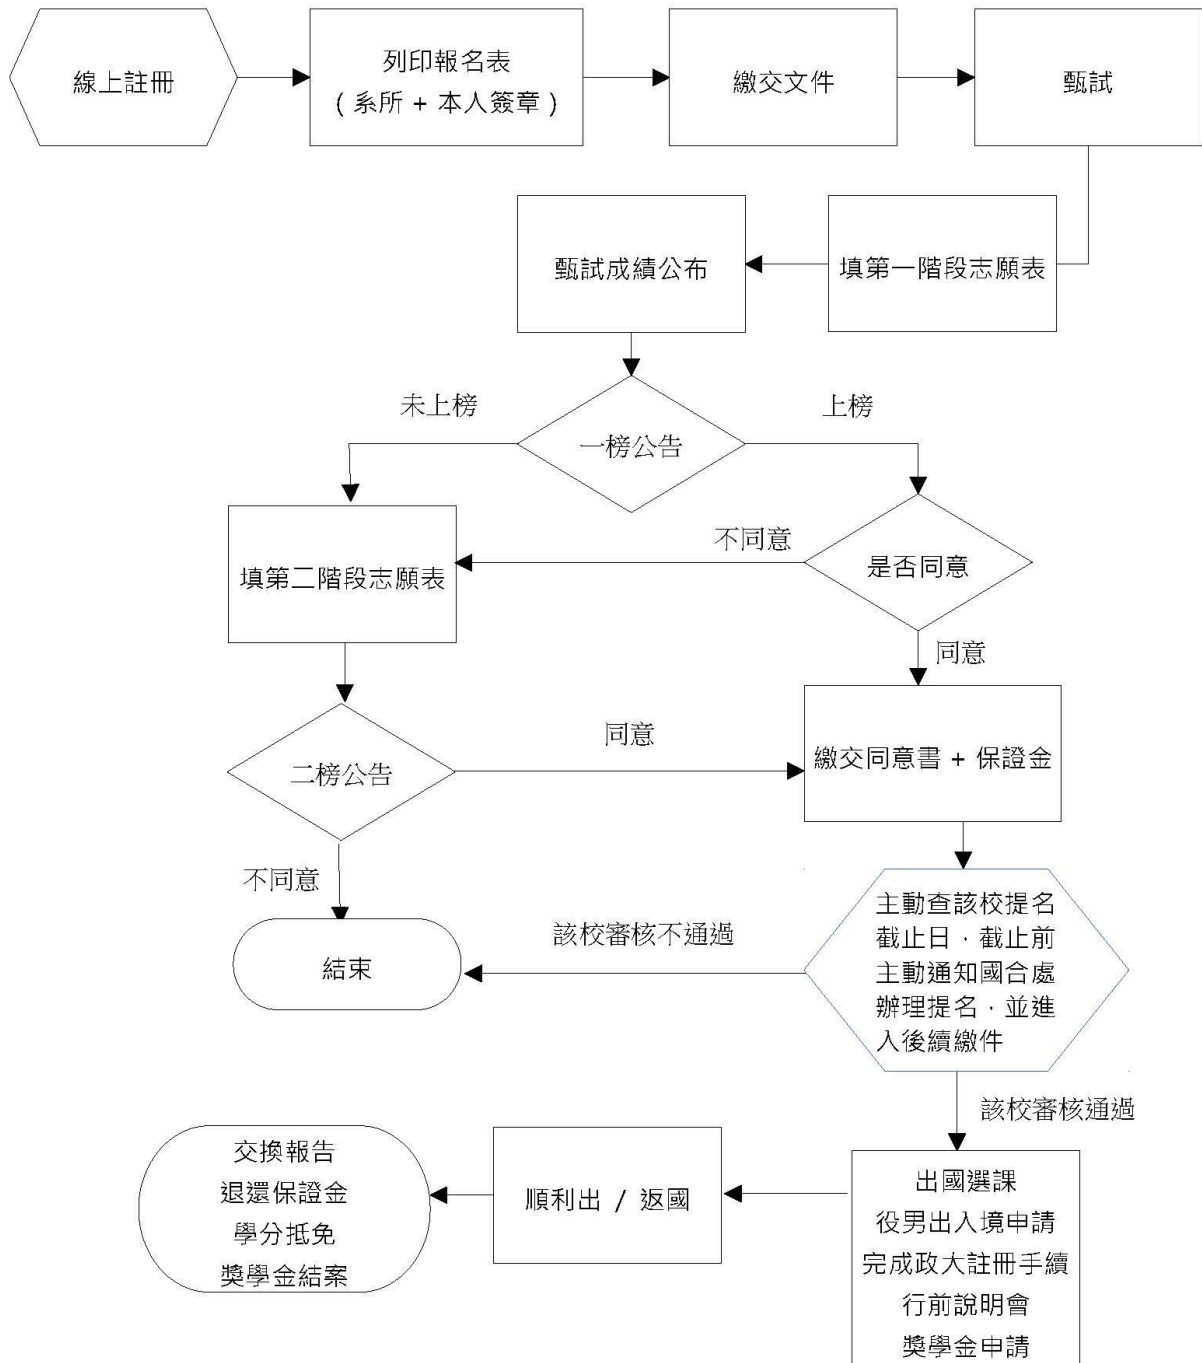 線上註冊
列印報名表
( 系所 + 本人簽章 )
繳交文件
甄試
填第一階段志願表
甄試成績公布
一榜公告
未上榜
上榜
是否同意
不同意
同意
填第二階段志願表
二榜公告
同意
不同意
繳交同意書 + 保證金
主動查該校提名
截止日，截止前
主動通知國合處
辦理提名，並進
入後續繳件
該校審核不通過
結束
該校審核通過
出國選課
役男出入境申請
完成政大註冊手續
行前說明會
獎學金申請
順利出 / 返國
交換報告
退還保證金
學分抵免
獎學金結案